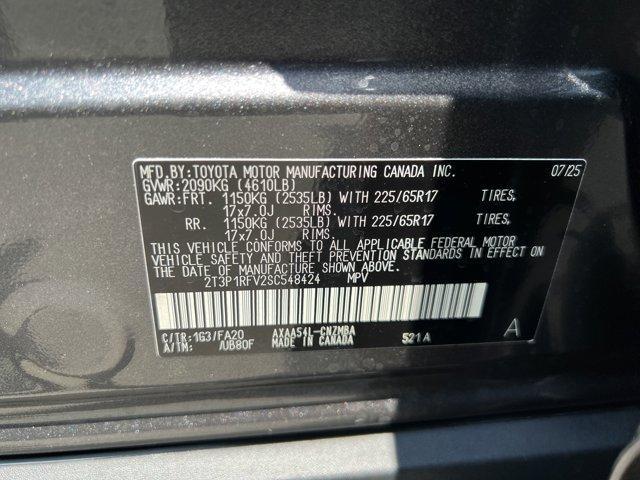 MFD.BY:TOYOTA MOTOR MANUFACTURING CANADA INC. 07/25
GVWR:2090KG (4610LB)
GAWR:FRT. 1150KG (2535LB) WITH 225/65R17 TIRES,
17x7.0J RIMS.
RR. 1150KG (2535LB) WITH 225/65R17 TIRES,
17x7.0J RIMS.
THIS VEHICLE CONFORMS TO ALL APPLICABLE FEDERAL MOTOR
VEHICLE SAFETY AND THEFT PREVENTION STANDARDS IN EFFECT ON
THE DATE OF MANUFACTURE SHOWN ABOVE.
2T3P1RFV2SC548424 MPV
C/TR:1G3/FA20 AXAA54L-CNZMBA 521A A
A/TM: /UB80F MADE IN CANADA